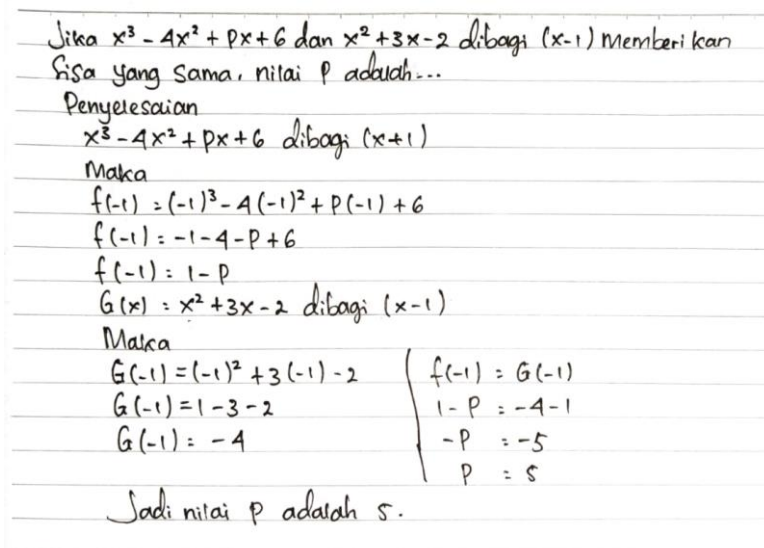 Jika x³ - 4x² + Px + 6 dan x² + 3x - 2 dibagi (x-1) Memberikan
Sisa yang sama, nilai P adalah...
Penyelesaian
x³ - 4x² + Px + 6 dibagi (x+1)
Maka
f(-1) = (-1)³ - 4(-1)² + P(-1) + 6
f(-1) = -1 - 4 - P + 6
f(-1) = 1 - P
G(x) = x² + 3x - 2 dibagi (x-1)
Maka
G(-1) = (-1)² + 3(-1) - 2
G(-1) = 1 - 3 - 2
G(-1) = -4
f(-1) = G(-1)
1 - P = -4 - 1
-P = -5
P = 5
Jadi nilai P adalah 5.